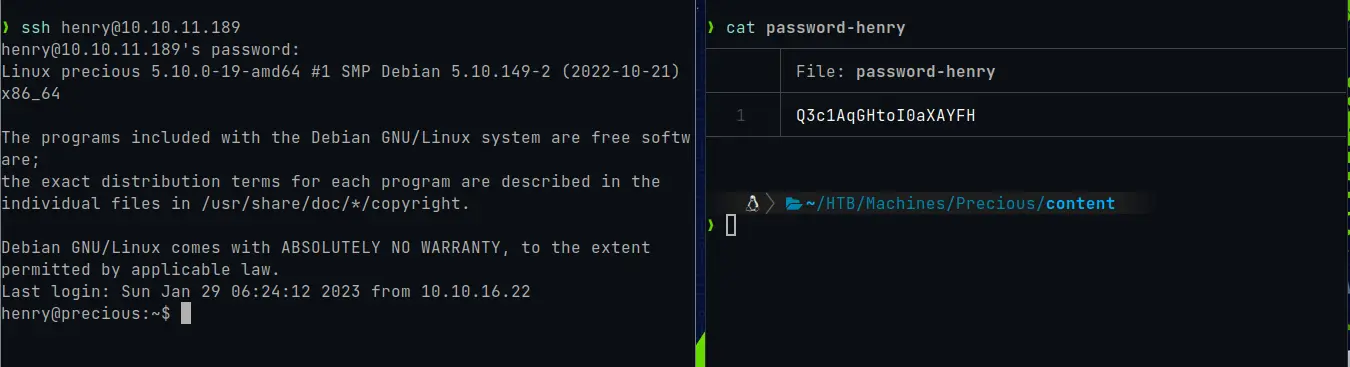 ❯ ssh henry@10.10.11.189
henry@10.10.11.189's password:
Linux precious 5.10.0-19-amd64 #1 SMP Debian 5.10.149-2 (2022-10-21)
x86_64
The programs included with the Debian GNU/Linux system are free softw
are;
the exact distribution terms for each program are described in the
individual files in /usr/share/doc/*/copyright.
Debian GNU/Linux comes with ABSOLUTELY NO WARRANTY, to the extent
permitted by applicable law.
Last login: Sun Jan 29 06:24:12 2023 from 10.10.16.22
henry@precious:~$
❯ cat password-henry
File: password-henry
1 Q3c1AqGHtoI0aXAYFH
~/HTB/Machines/Precious/content
❯